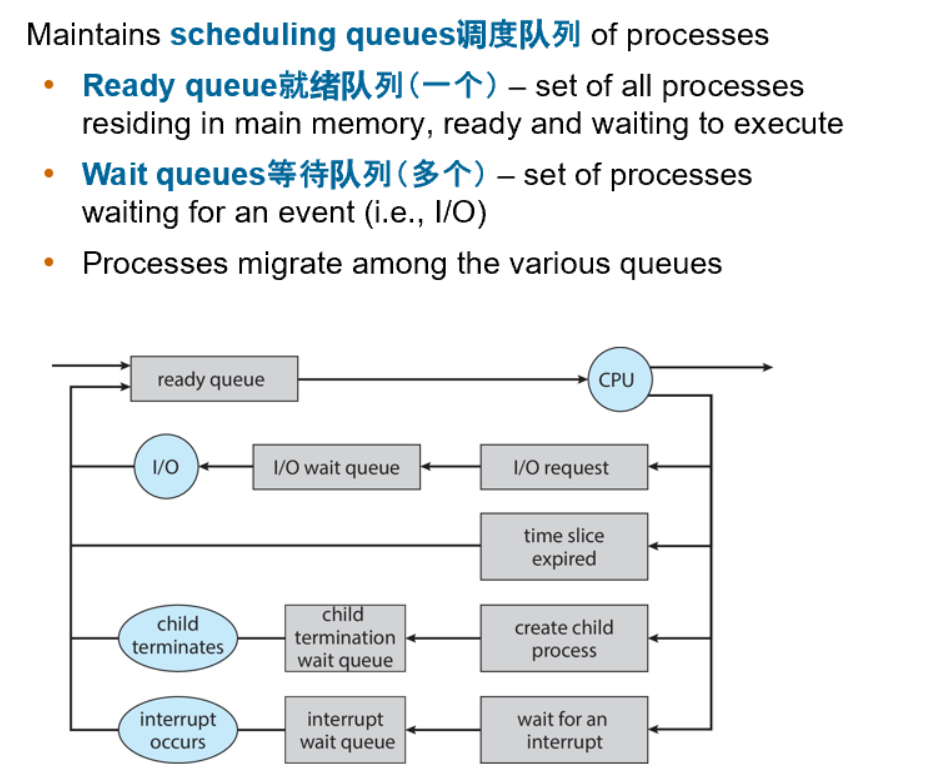 Maintains scheduling queues调度队列 of processes
• Ready queue就绪队列（一个）– set of all processes
residing in main memory, ready and waiting to execute
• Wait queues等待队列（多个）– set of processes
waiting for an event (i.e., I/O)
• Processes migrate among the various queues
ready queue
CPU
I/O
I/O wait queue
I/O request
time slice
expired
child
terminates
child
termination
wait queue
create child
process
interrupt
occurs
interrupt
wait queue
wait for an
interrupt